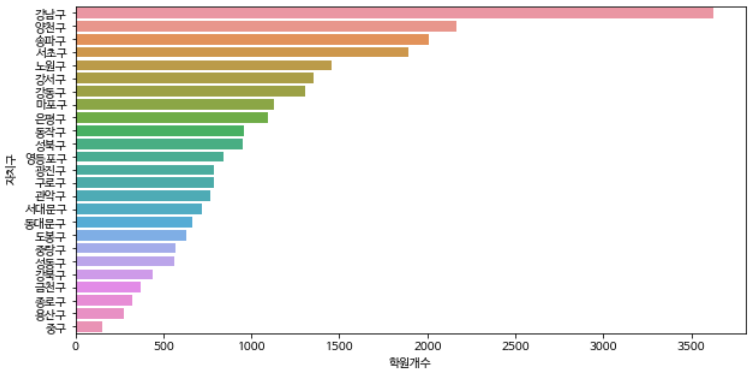 강남구
양천구
송파구
서초구
노원구
강서구
강동구
마포구
은평구
동작구
성북구
영등포구
광진구
구로구
관악구
서대문구
동대문구
도봉구
중랑구
성동구
강북구
금천구
종로구
용산구
중구
자치구
0 500 1000 1500 2000 2500 3000 3500
학원개수